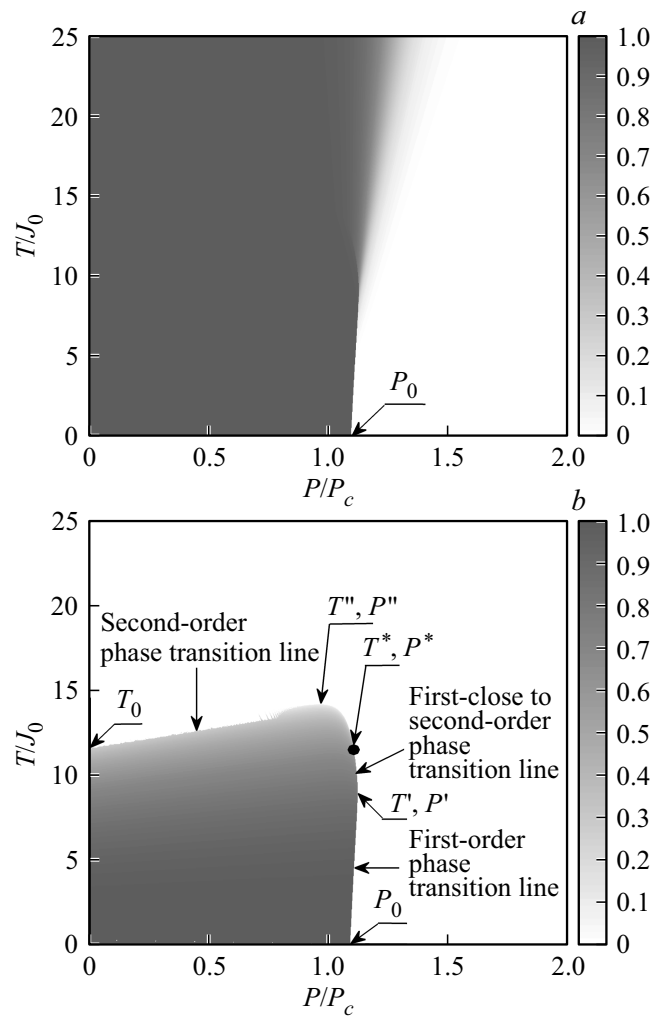 a
25
20
15
10
5
0
T/J0
P0
0
0.5
1.0
1.5
2.0
P/Pc
1.0
0.9
0.8
0.7
0.6
0.5
0.4
0.3
0.2
0.1
0
b
25
20
15
10
5
0
T/J0
Second-order
phase transition line
T0
T", P"
T*, P*
First-close to
second-order
phase
transition line
T', P'
First-order
phase
transition line
P0
0
0.5
1.0
1.5
2.0
P/Pc
1.0
0.9
0.8
0.7
0.6
0.5
0.4
0.3
0.2
0.1
0